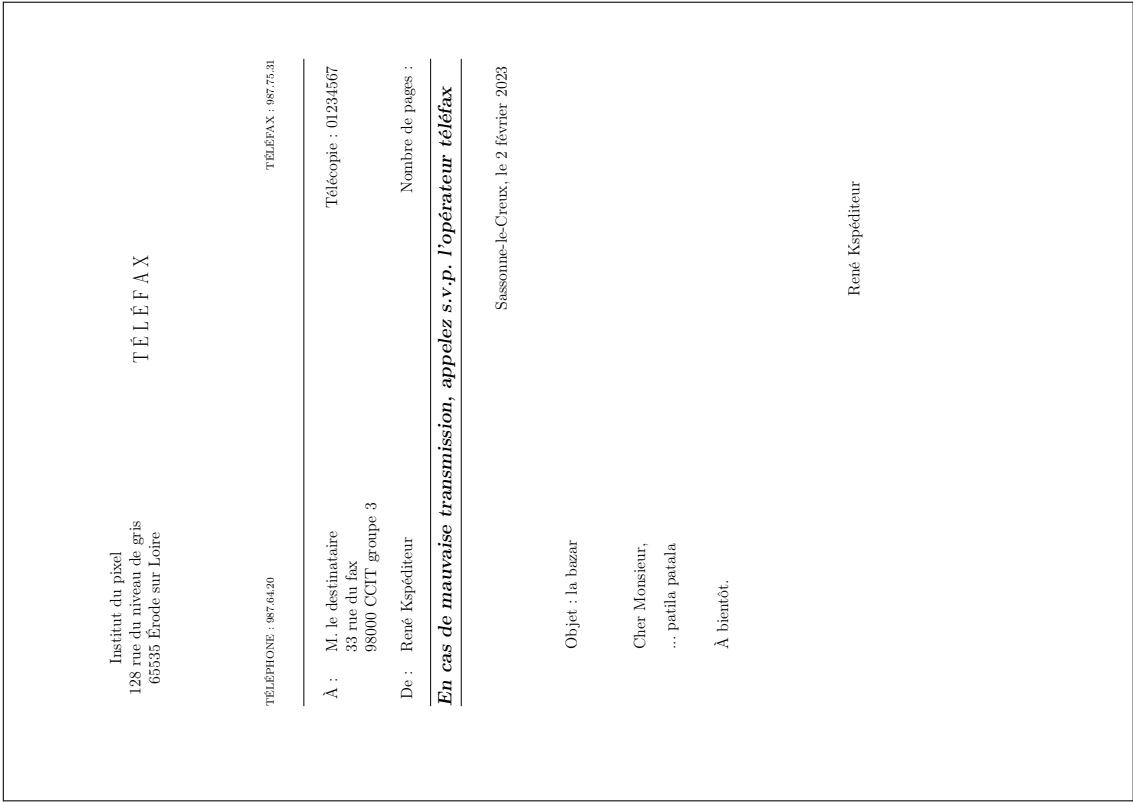 Institut du pixel
128 rue du niveau de gris
65535 Érode sur Loire
TÉLÉFAX
TÉLÉPHONE : 987.64.20 TÉLÉFAX : 987.75.31
À : M. le destinataire Télécopie : 01234567
33 rue du fax
98000 CCIT groupe 3
De : René Kspéditeur Nombre de pages :
En cas de mauvaise transmission, appelez s.v.p. l'opérateur téléfax
Sassonne-le-Creux, le 2 février 2023
Objet : la bazar
Cher Monsieur,
... patila patala
À bientôt.
René Kspéditeur